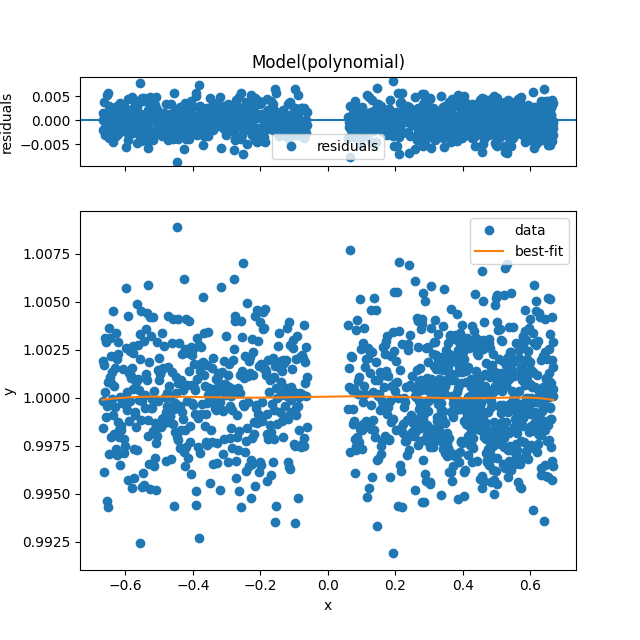 Model(polynomial)
residuals
0.005
0.000
−0.005
residuals
data
best-fit
y
1.0075
1.0050
1.0025
1.0000
0.9975
0.9950
0.9925
−0.6 −0.4 −0.2 0.0 0.2 0.4 0.6
x